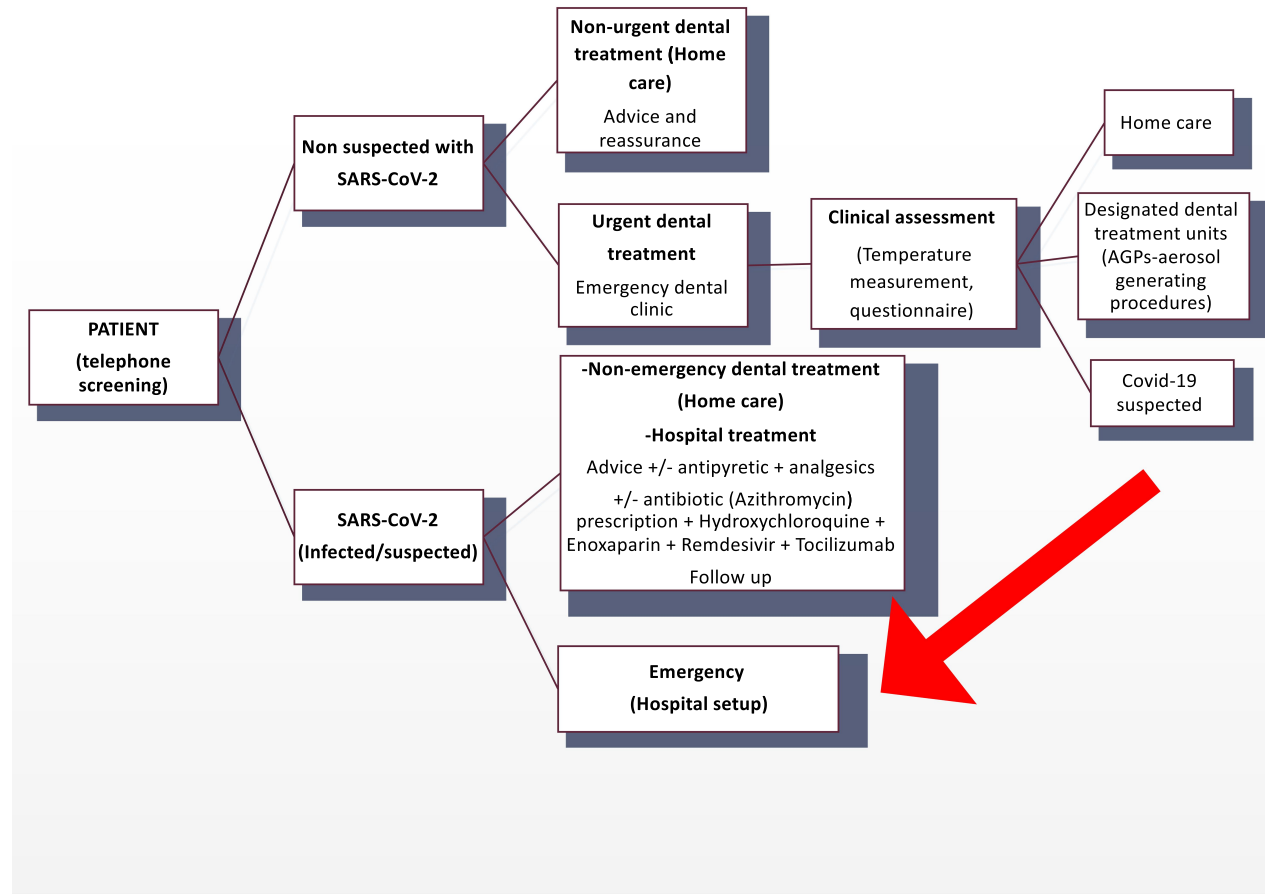 PATIENT
(telephone
screening)
Non suspected with
SARS-CoV-2
Non-urgent dental
treatment (Home
care)
Advice and
reassurance
Urgent dental
treatment
Emergency dental
clinic
Clinical assessment
(Temperature
measurement,
questionnaire)
Home care
Designated dental
treatment units
(AGPs-aerosol
generating
procedures)
Covid-19
suspected
SARS-CoV-2
(Infected/suspected)
-Non-emergency dental treatment
(Home care)
-Hospital treatment
Advice +/- antipyretic + analgesics
+/- antibiotic (Azithromycin)
prescription + Hydroxychloroquine +
Enoxaparin + Remdesivir + Tocilizumab
Follow up
Emergency
(Hospital setup)